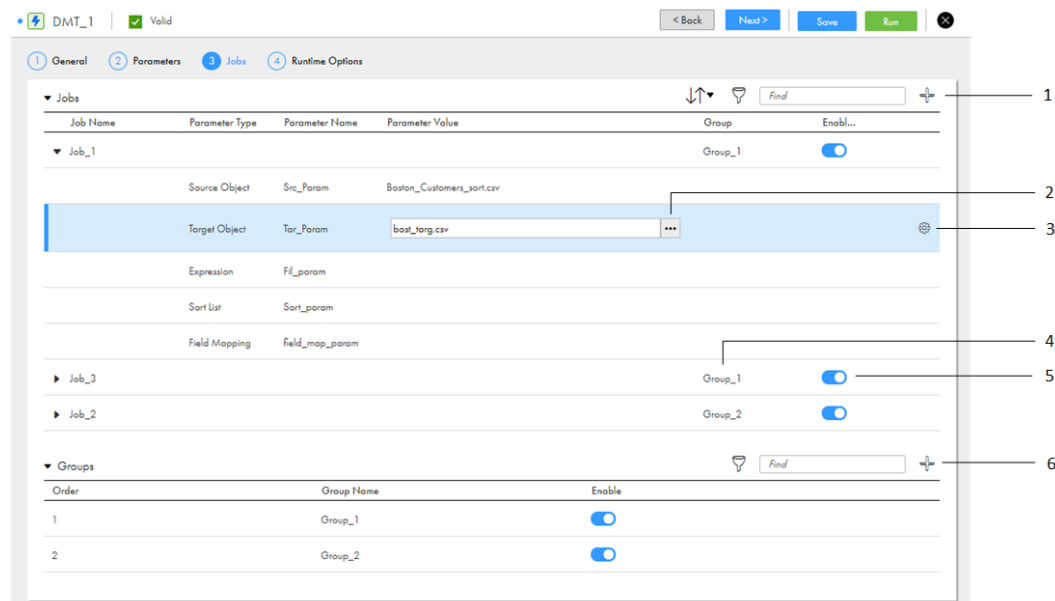 DMT_1 Valid < Back Next > Save Run
1 General 2 Parameters 3 Jobs 4 Runtime Options
Jobs Find 1
Job Name Parameter Type Parameter Name Parameter Value Group Enabl...
Job_1 Group_1
Source Object Src_Param Boston_Customers_sort.csv 2
Target Object Tar_Param bost_targ.csv ... 3
Expression Fil_param
Sort List Sort_param
Field Mapping field_map_param 4
Job_3 Group_1 5
Job_2 Group_2
Groups Find 6
Order Group Name Enable
1 Group_1
2 Group_2